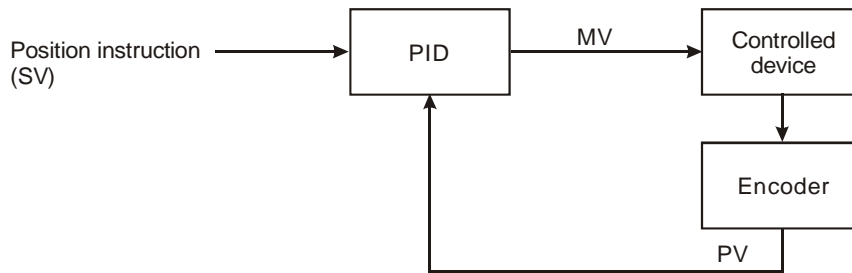 Position instruction
(SV)
PID
MV
Controlled
device
Encoder
PV